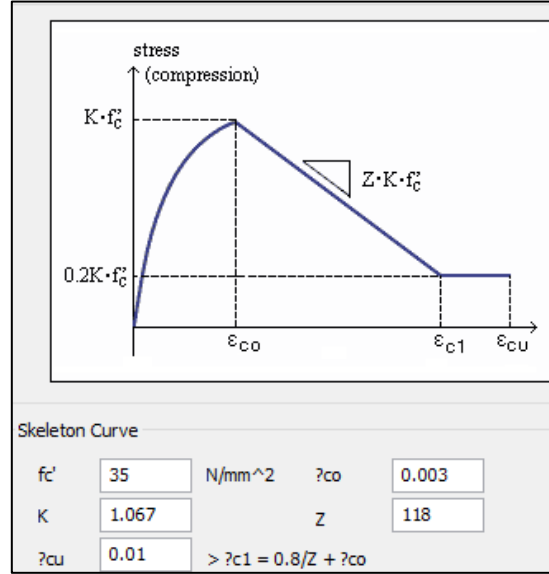 stress
(compression)
K·f'c
Z·K·f'c
0.2K·f'c
εco
εc1
εcu
Skeleton Curve
fc' 35 N/mm^2 ?co 0.003
K 1.067 Z 118
?cu 0.01 > ?c1 = 0.8/Z + ?co